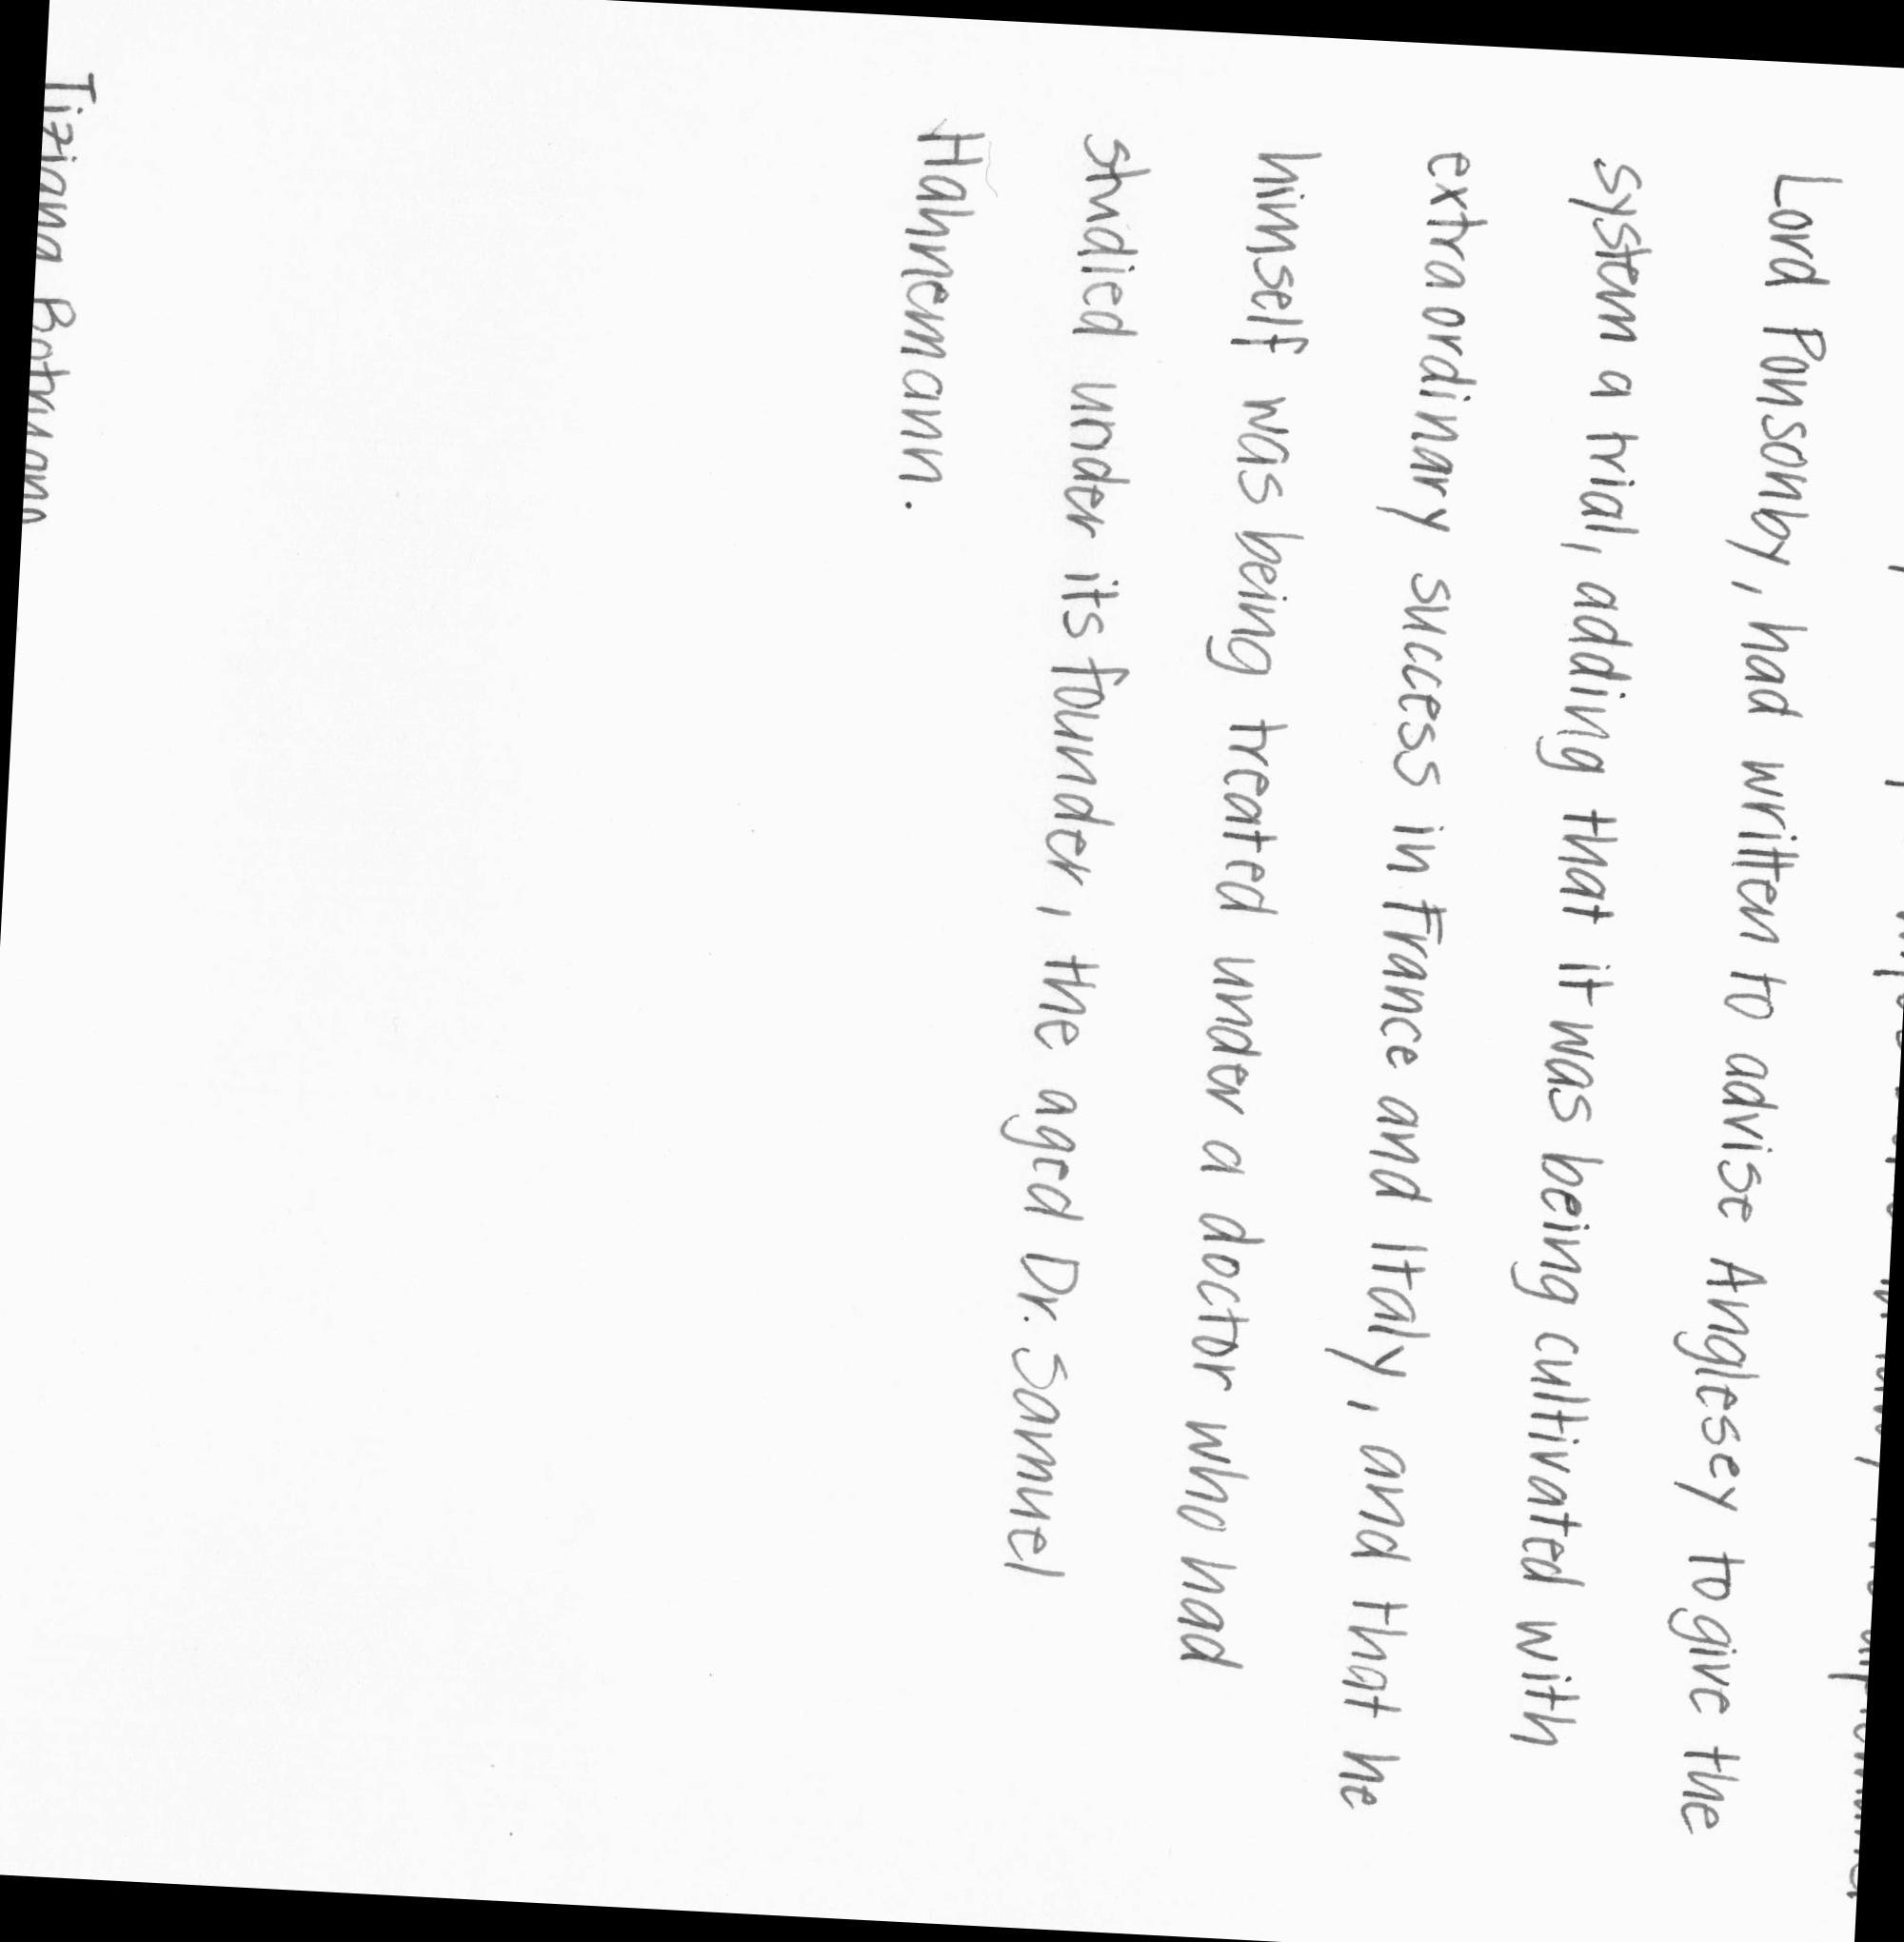 Lord Ponsonby, had written to advise Anglesey to give the
system a trial, adding that it was being cultivated with
extra ordinary success in France and Italy, and that he
himself was being treated under a doctor who had
studied under its founder, the aged Dr. Samuel
Hahnemann.
Tiziana